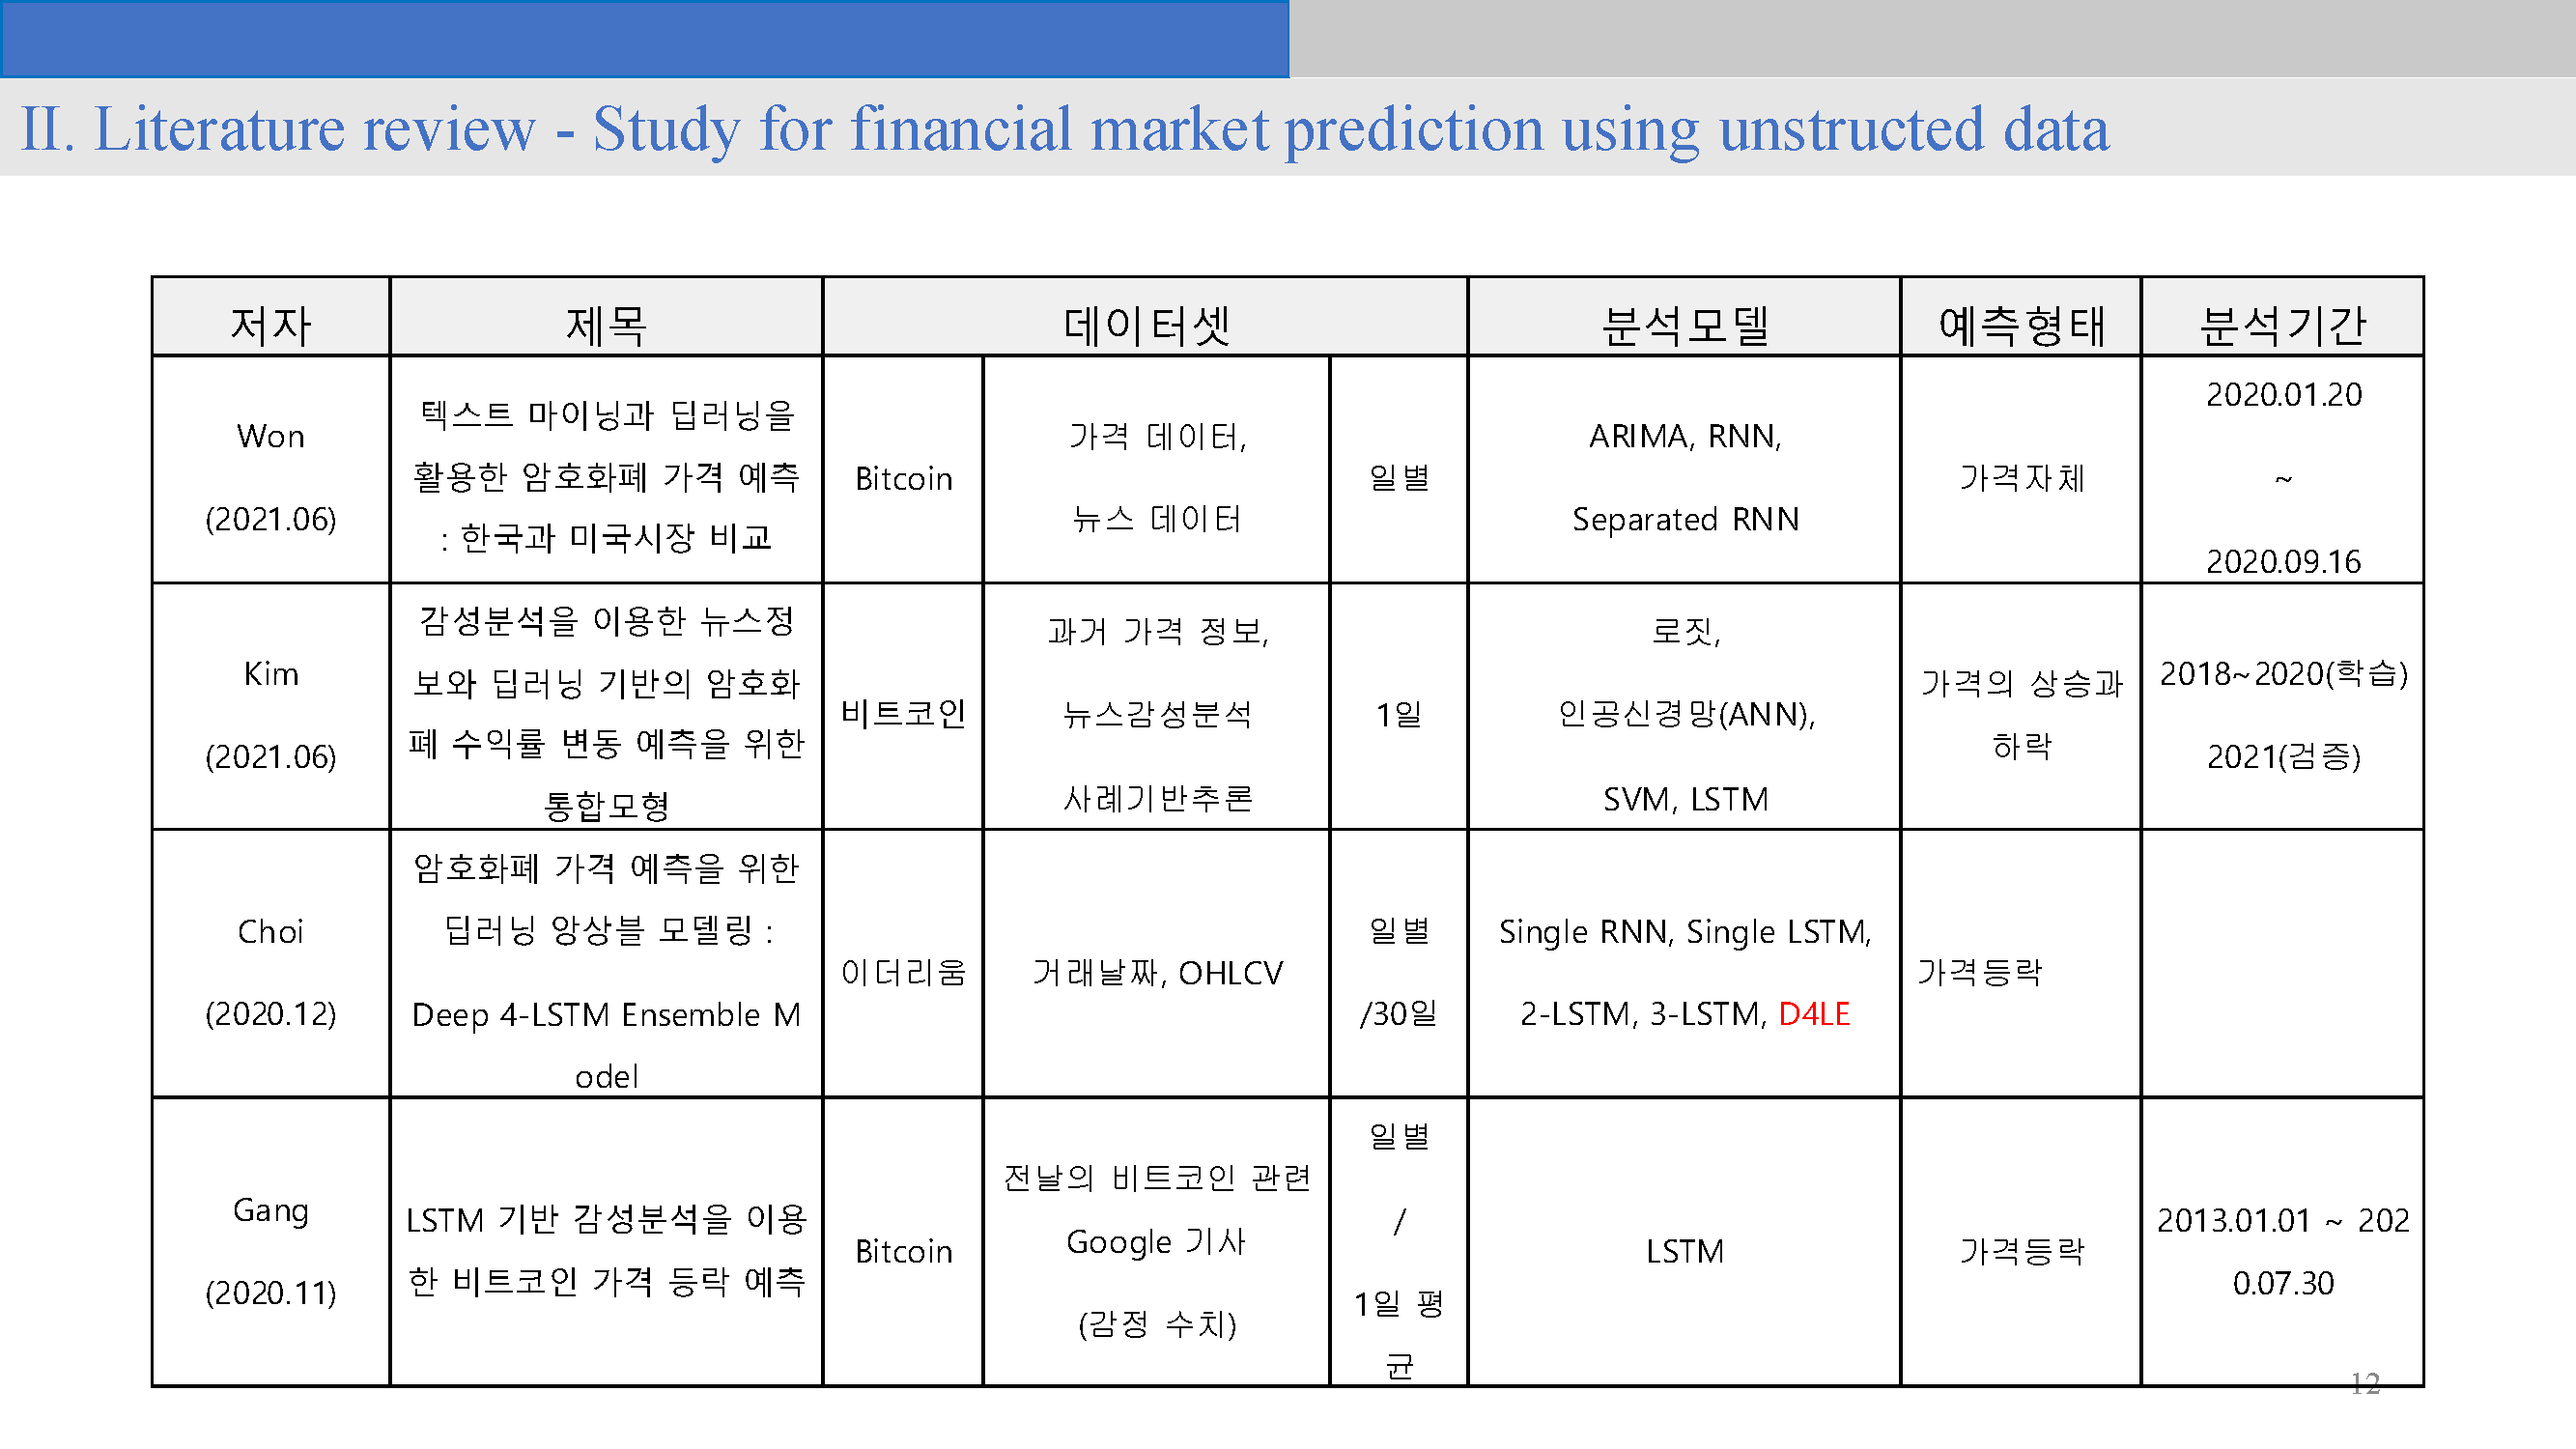 II. Literature review - Study for financial market prediction using unstructed data
저자 제목 데이터셋 분석모델 예측형태 분석기간
Won
(2021.06)
텍스트 마이닝과 딥러닝을
활용한 암호화폐 가격 예측
: 한국과 미국시장 비교
Bitcoin
가격 데이터,
뉴스 데이터
일별
ARIMA, RNN,
Separated RNN
가격자체
2020.01.20
~
2020.09.16
Kim
(2021.06)
감성분석을 이용한 뉴스정
보와 딥러닝 기반의 암호화
폐 수익률 변동 예측을 위한
통합모형
비트코인
과거 가격 정보,
뉴스감성분석
사례기반추론
1일
로짓,
인공신경망(ANN),
SVM, LSTM
가격의 상승과
하락
2018~2020(학습)
2021(검증)
Choi
(2020.12)
암호화폐 가격 예측을 위한
딥러닝 앙상블 모델링 :
Deep 4-LSTM Ensemble M
odel
이더리움
거래날짜, OHLCV
일별
/30일
Single RNN, Single LSTM,
2-LSTM, 3-LSTM, D4LE
가격등락
Gang
(2020.11)
LSTM 기반 감성분석을 이용
한 비트코인 가격 등락 예측
Bitcoin
전날의 비트코인 관련
Google 기사
(감정 수치)
일별
/
1일 평
균
LSTM
가격등락
2013.01.01 ~ 202
0.07.30
12